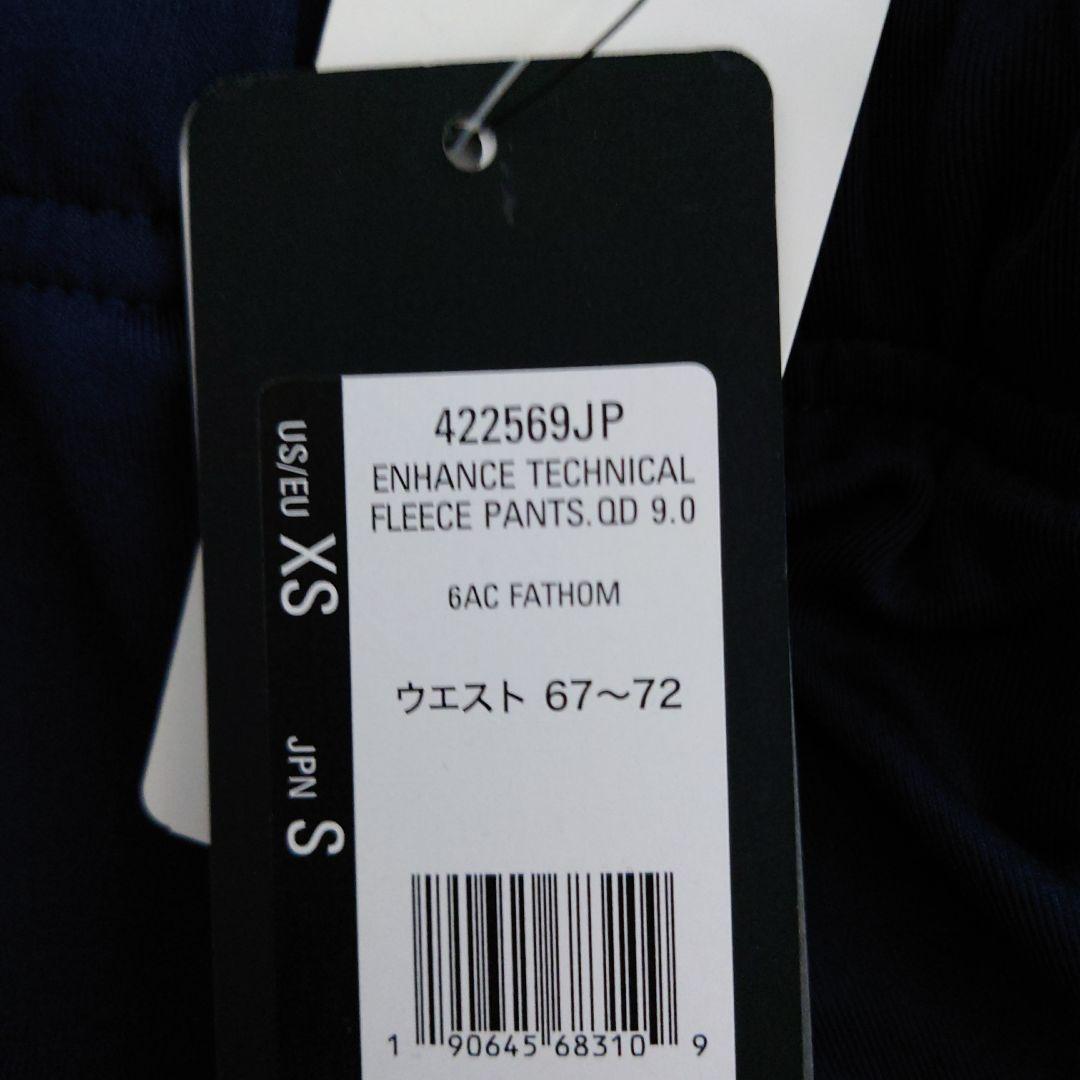 422569JP
ENHANCE TECHNICAL
FLEECE PANTS.QD 9.0
6AC FATHOM
ウエスト 67～72
US/EU XS
JPN S
1 90645 68310 9